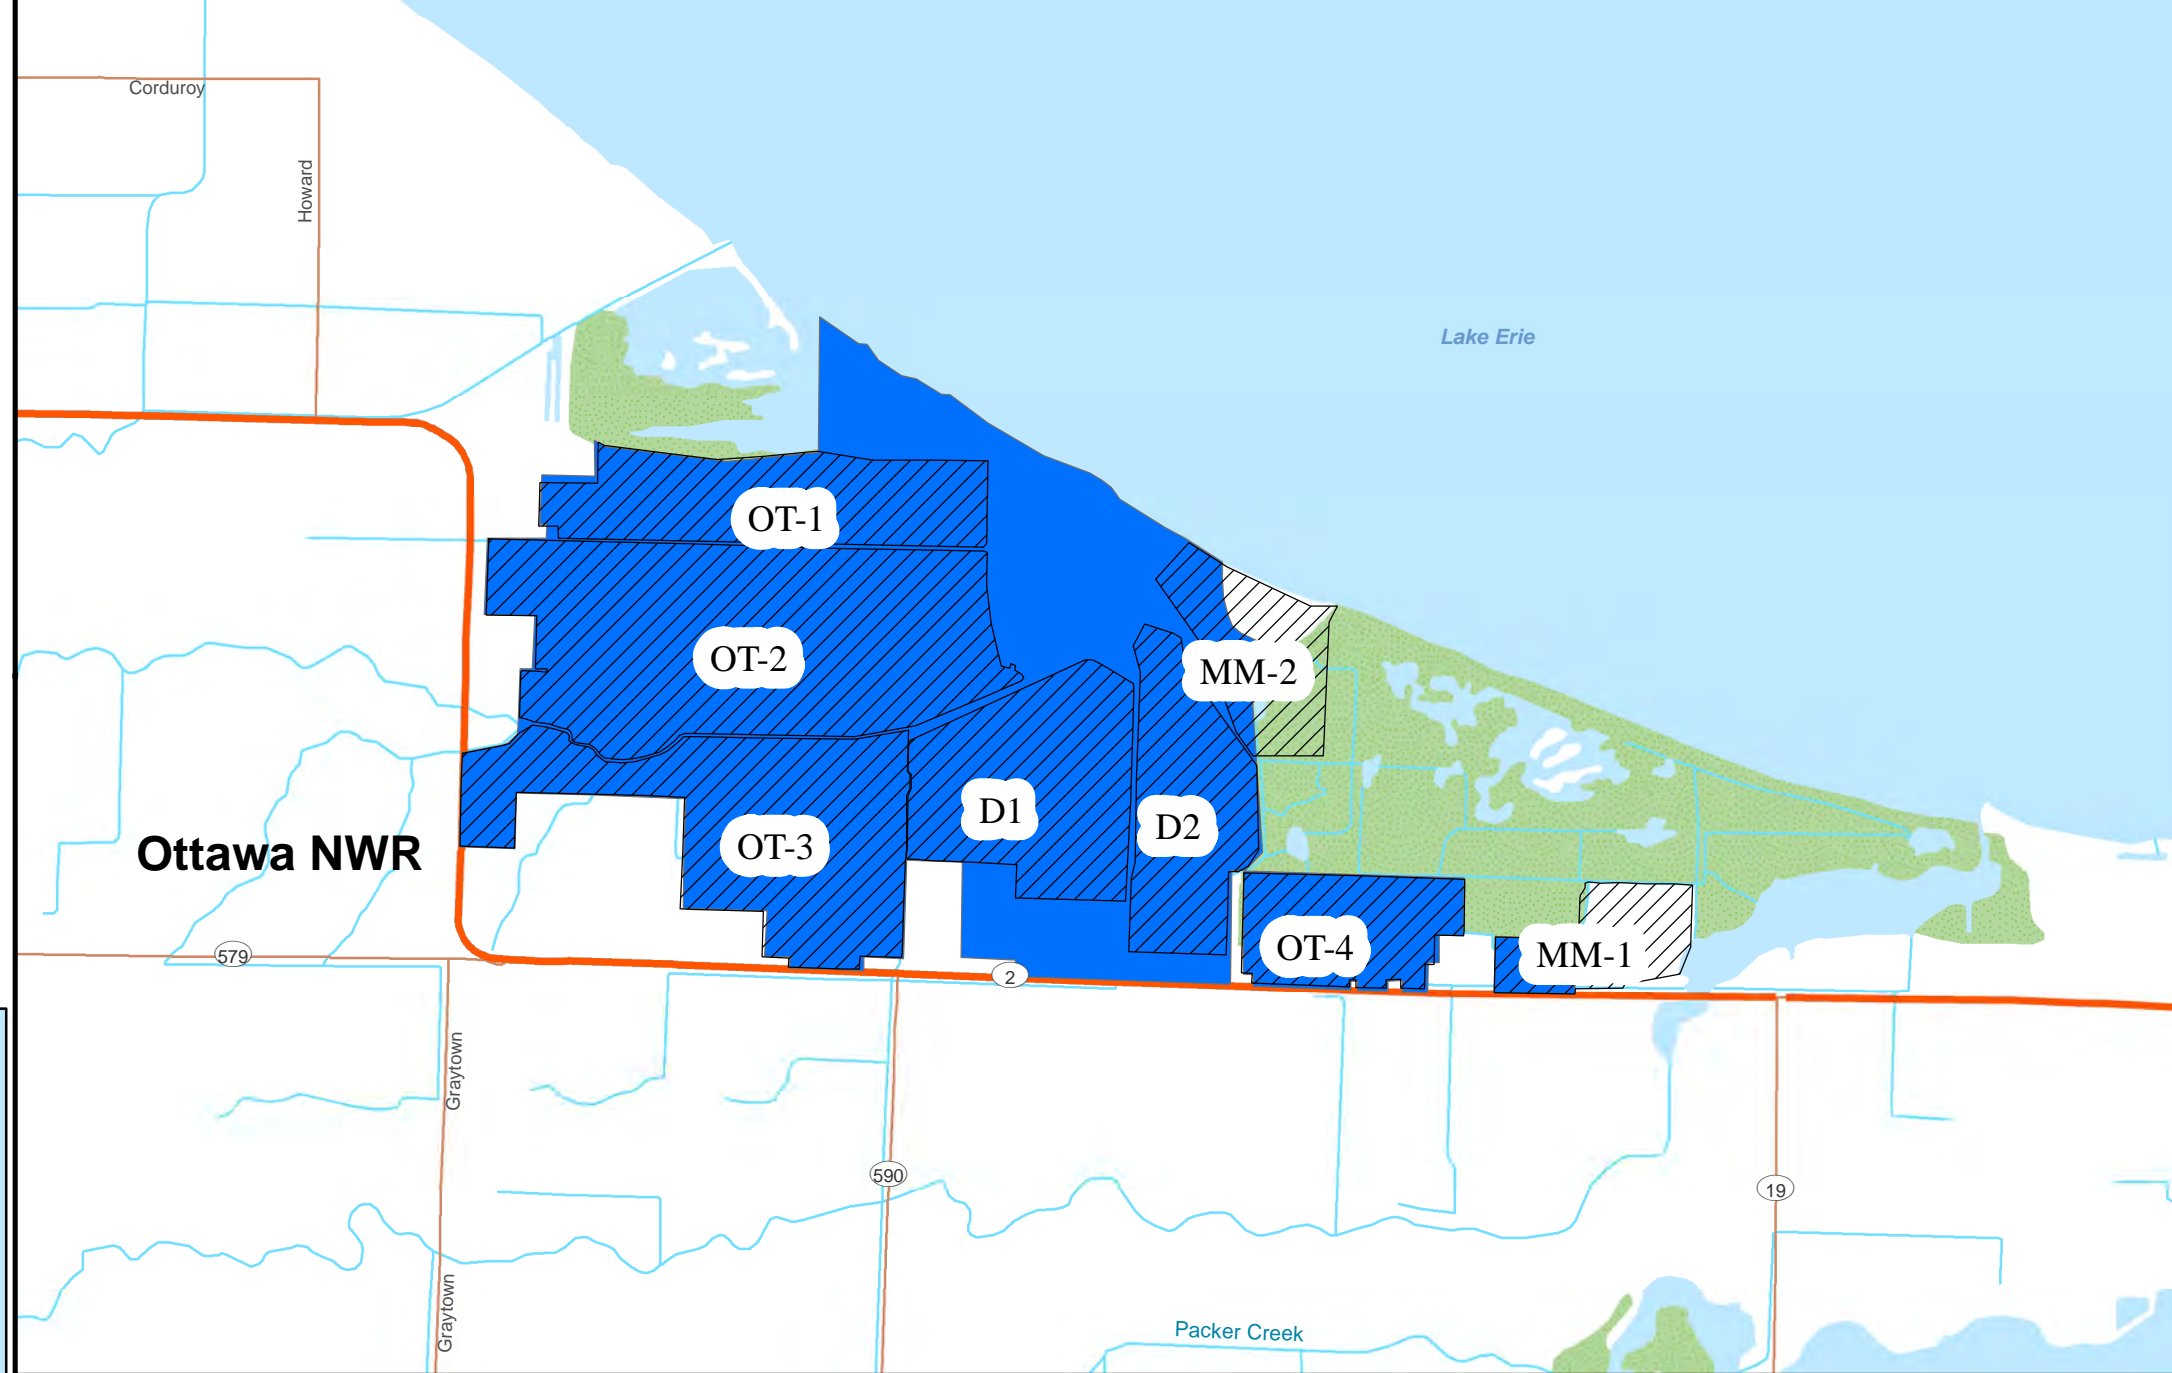 Corduroy
Howard
Lake Erie
OT-1
OT-2
MM-2
D1
D2
OT-3
Ottawa NWR
OT-4
MM-1
579
2
Graytown
590
19
Graytown
Packer Creek